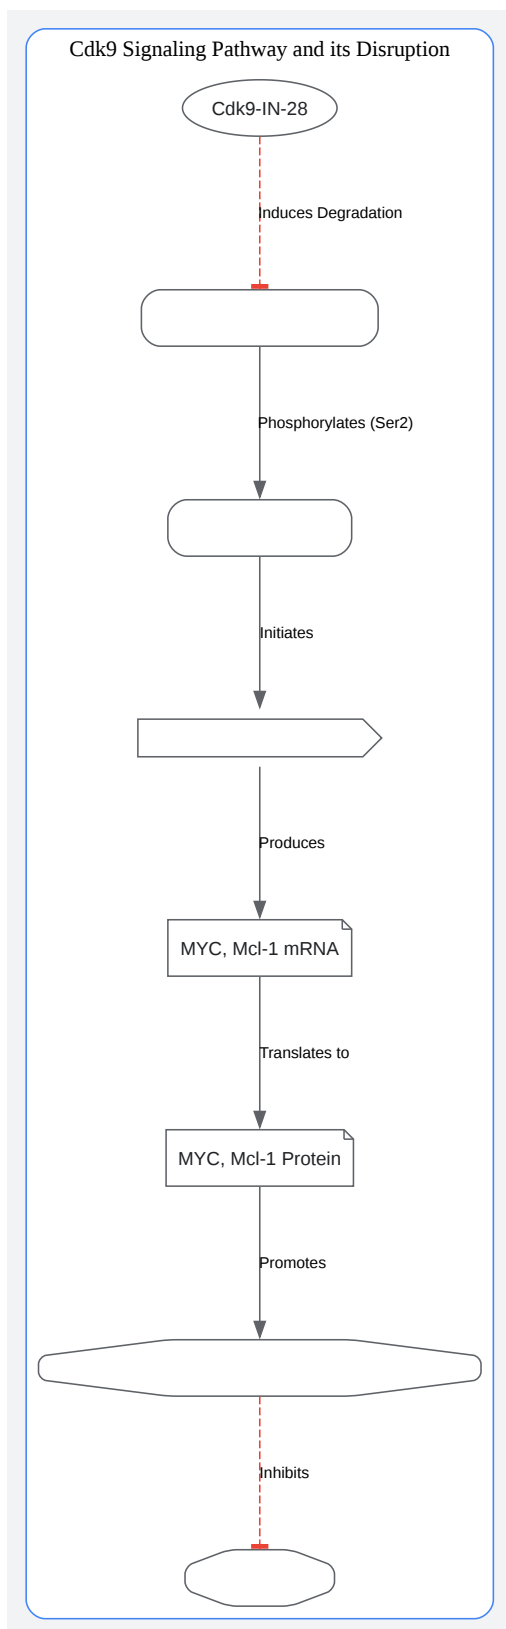 Cdk9 Signaling Pathway and its Disruption
Cdk9-IN-28
Induces Degradation
Phosphorylates (Ser2)
Initiates
Produces
MYC, Mcl-1 mRNA
Translates to
MYC, Mcl-1 Protein
Promotes
Inhibits